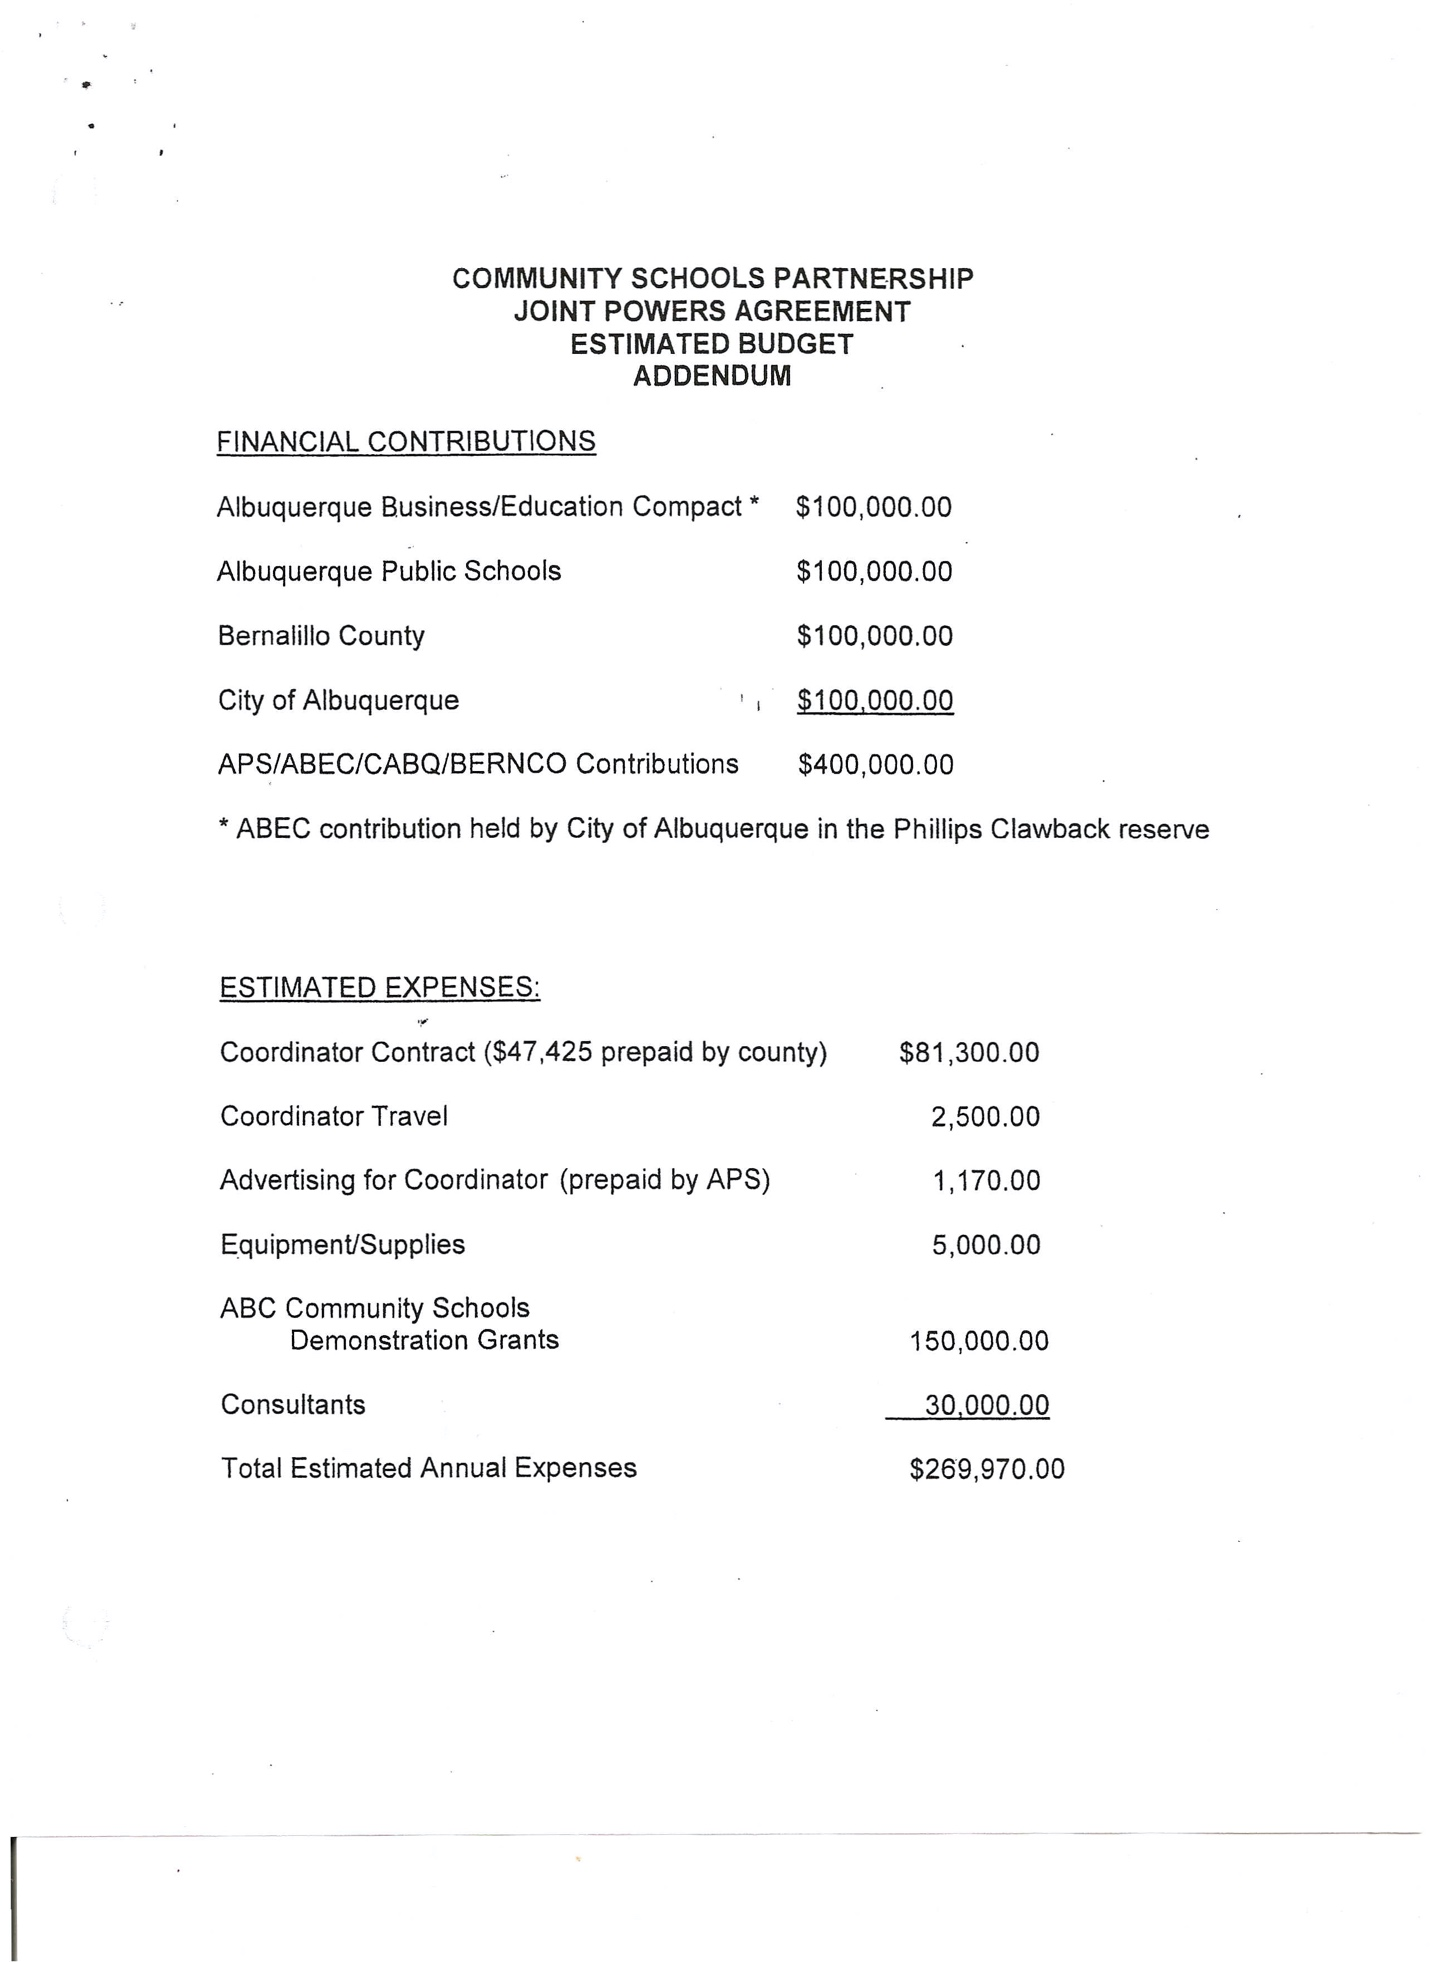 COMMUNITY SCHOOLS PARTNERSHIP
JOINT POWERS AGREEMENT
ESTIMATED BUDGET
ADDENDUM
FINANCIAL CONTRIBUTIONS
Albuquerque Business/Education Compact * $100,000.00
Albuquerque Public Schools $100,000.00
Bernalillo County $100,000.00
City of Albuquerque $100,000.00
APS/ABEC/CABQ/BERNCO Contributions $400,000.00
* ABEC contribution held by City of Albuquerque in the Phillips Clawback reserve
ESTIMATED EXPENSES:
Coordinator Contract ($47,425 prepaid by county) $81,300.00
Coordinator Travel 2,500.00
Advertising for Coordinator (prepaid by APS) 1,170.00
Equipment/Supplies 5,000.00
ABC Community Schools
Demonstration Grants 150,000.00
Consultants 30,000.00
Total Estimated Annual Expenses $269,970.00